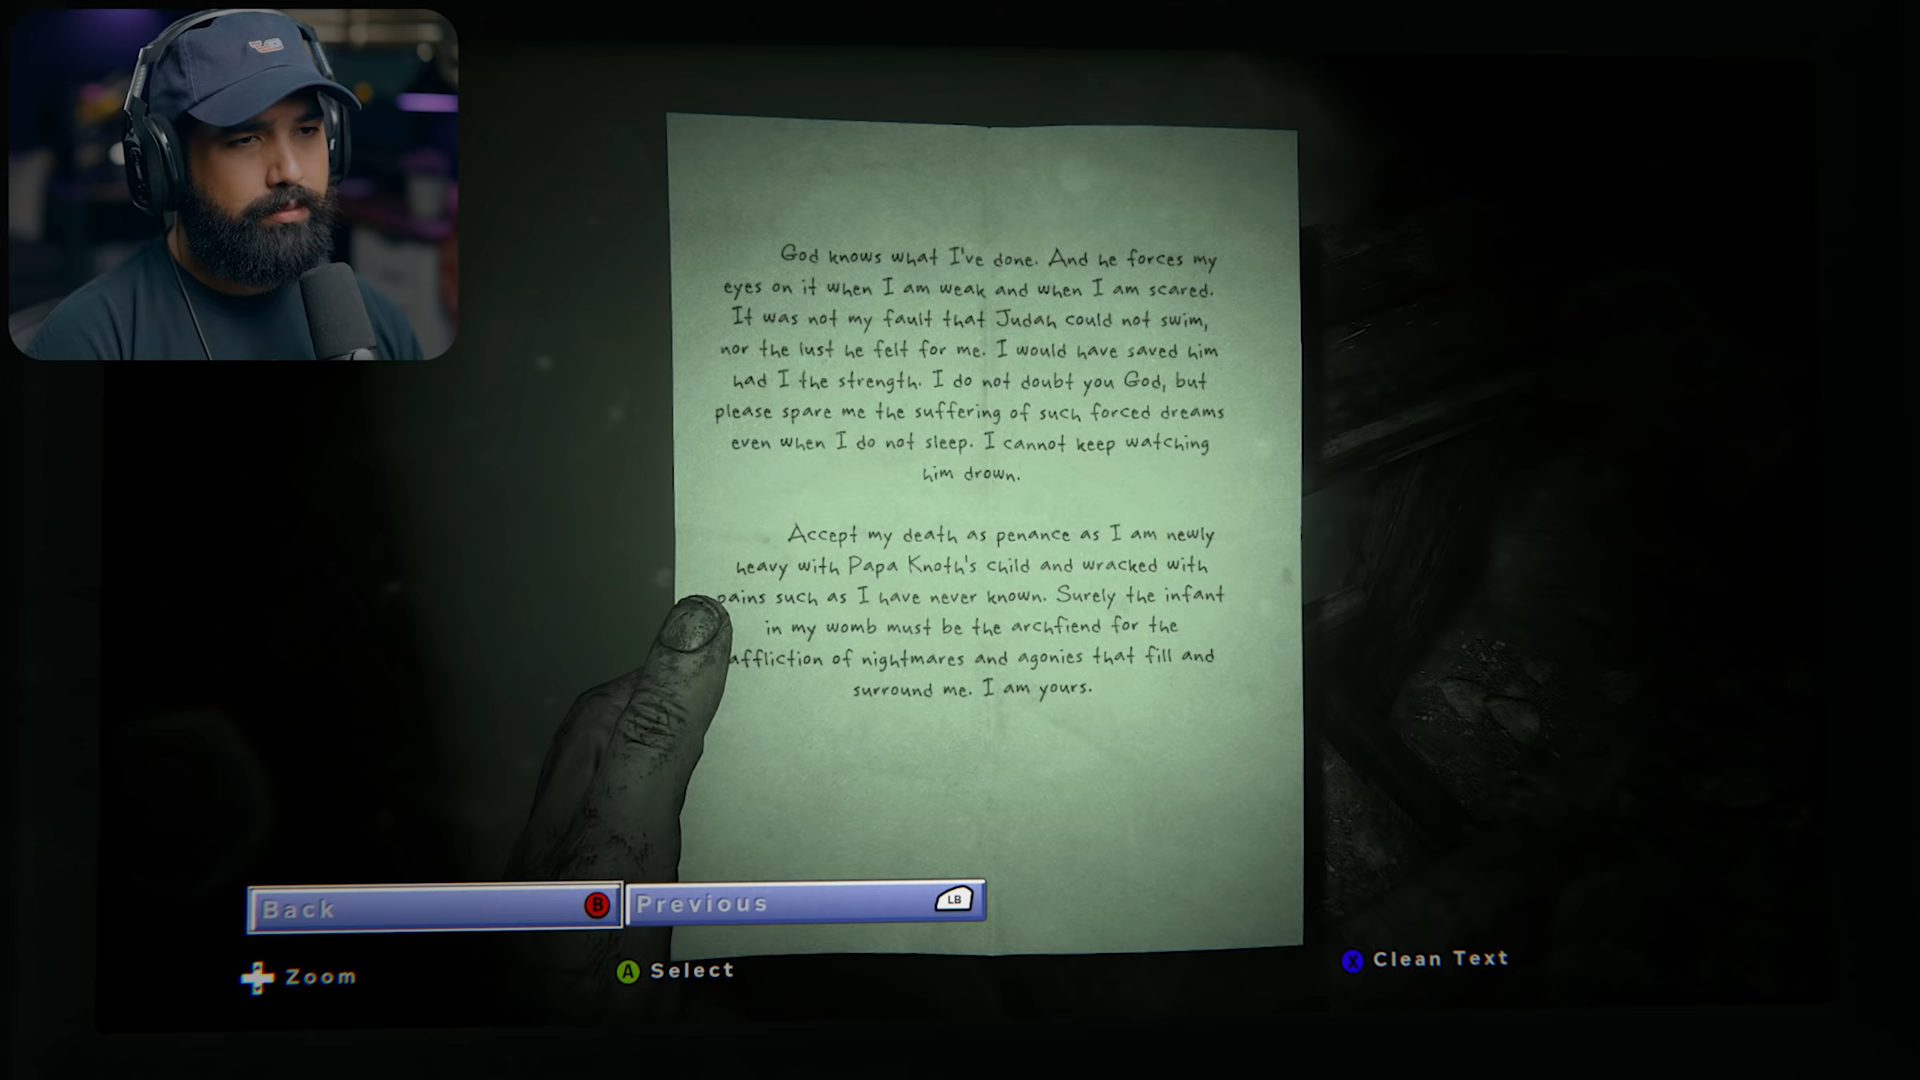 God knows what I've done. And he forces my
eyes on it when I am weak and when I am scared.
It was not my fault that Judah could not swim,
nor the lust he felt for me. I would have saved him
had I the strength. I do not doubt you God, but
please spare me the suffering of such forced dreams
even when I do not sleep. I cannot keep watching
him drown.
Accept my death as penance as I am newly
heavy with Papa Knoth's child and wracked with
pains such as I have never known. Surely the infant
in my womb must be the archfiend for the
affliction of nightmares and agonies that fill and
surround me. I am yours.
Back B
Previous LB
Zoom
A Select
X Clean Text